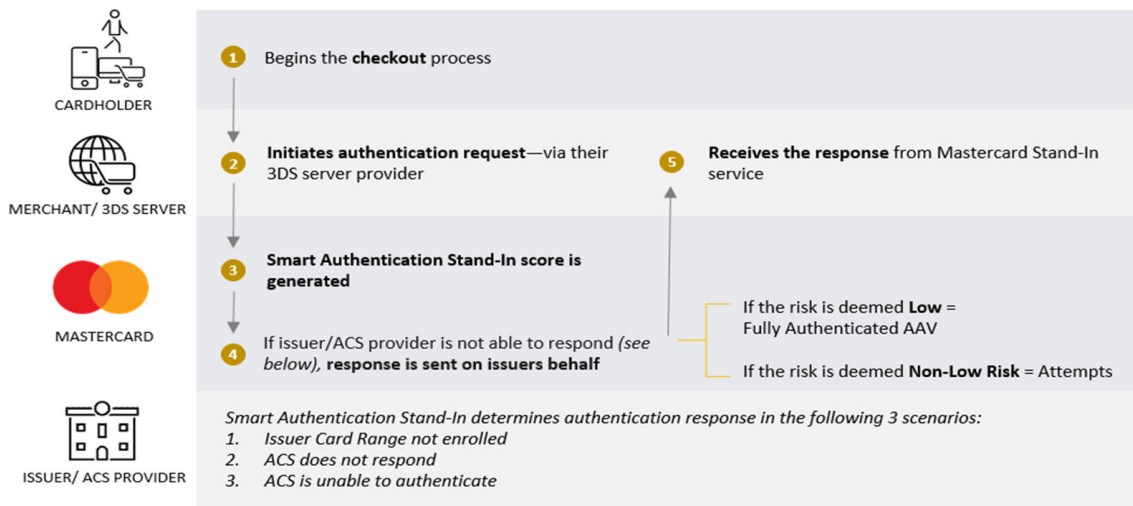 CARDHOLDER
1 Begins the checkout process
MERCHANT/ 3DS SERVER
2 Initiates authentication request—via their
3DS server provider
5 Receives the response from Mastercard Stand-In
service
MASTERCARD
3 Smart Authentication Stand-In score is
generated
4 If issuer/ACS provider is not able to respond (see
below), response is sent on issuers behalf
If the risk is deemed Low =
Fully Authenticated AAV
If the risk is deemed Non-Low Risk = Attempts
ISSUER/ ACS PROVIDER
Smart Authentication Stand-In determines authentication response in the following 3 scenarios:
1. Issuer Card Range not enrolled
2. ACS does not respond
3. ACS is unable to authenticate